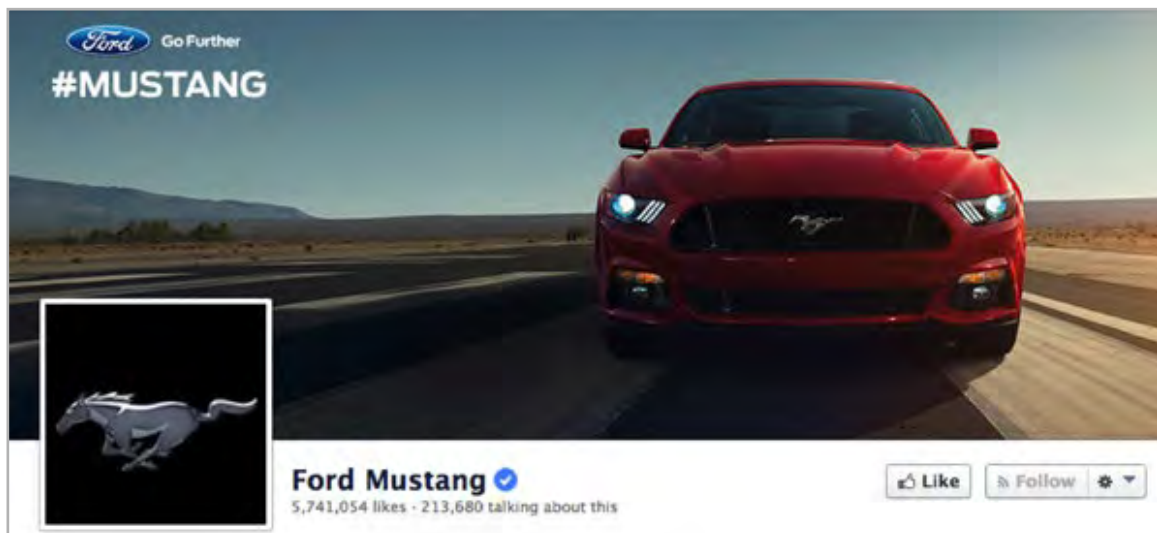 Ford Go Further
#MUSTANG
Ford Mustang
5,741,054 likes · 213,680 talking about this
Like
Follow